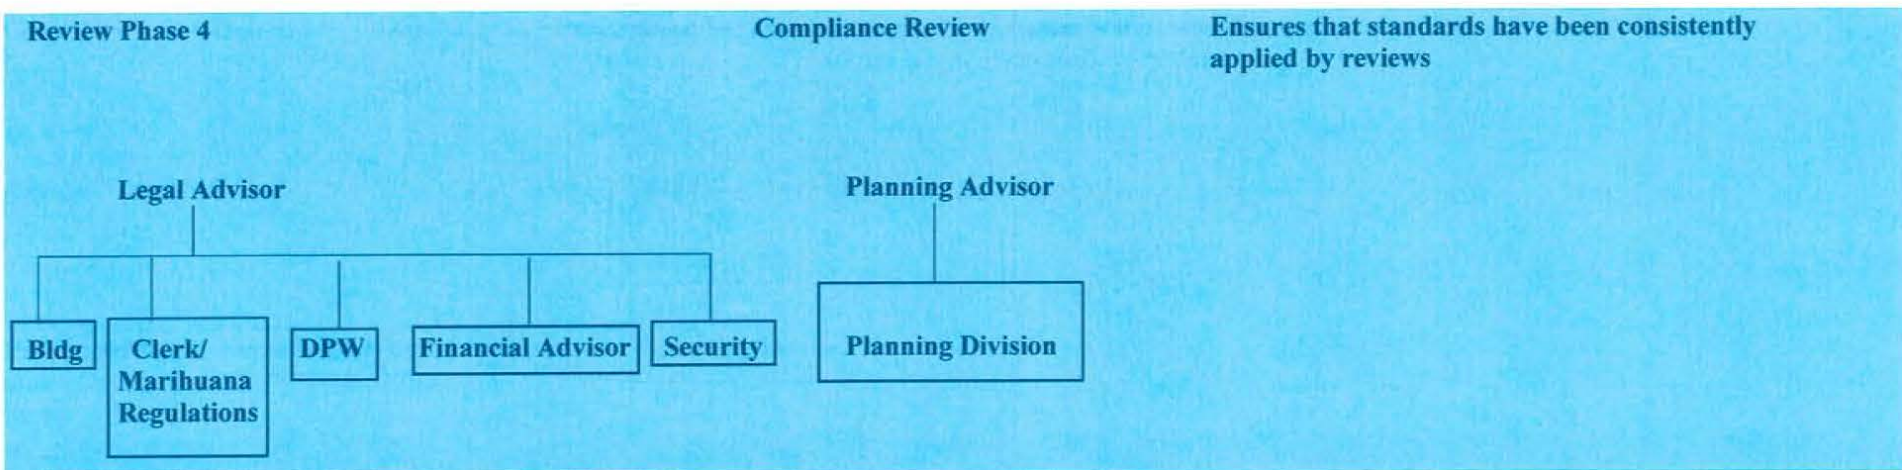 Review Phase 4
Compliance Review
Ensures that standards have been consistently
applied by reviews
Legal Advisor
Planning Advisor
Bldg
Clerk/
Marihuana
Regulations
DPW
Financial Advisor
Security
Planning Division